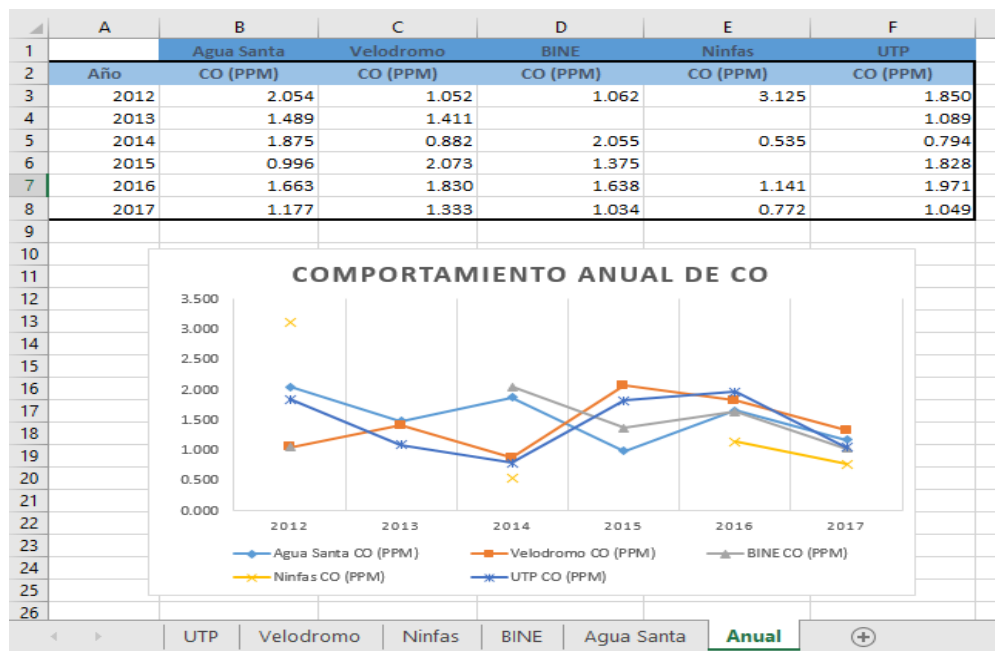 A B C D E F
1 Agua Santa Velodromo BINE Ninfas UTP
2 Año CO (PPM) CO (PPM) CO (PPM) CO (PPM) CO (PPM)
3 2012 2.054 1.052 1.062 3.125 1.850
4 2013 1.489 1.411 1.089
5 2014 1.875 0.882 2.055 0.535 0.794
6 2015 0.996 2.073 1.375 1.828
7 2016 1.663 1.830 1.638 1.141 1.971
8 2017 1.177 1.333 1.034 0.772 1.049
9
10
11 COMPORTAMIENTO ANUAL DE CO
12 3.500
13 3.000
14
15 2.500
16 2.000
17 1.500
18
19 1.000
20 0.500
21 0.000
22 2012 2013 2014 2015 2016 2017
23 Agua Santa CO (PPM) Velodromo CO (PPM) BINE CO (PPM)
24 Ninfas CO (PPM) UTP CO (PPM)
25
26
UTP Velodromo Ninfas BINE Agua Santa Anual